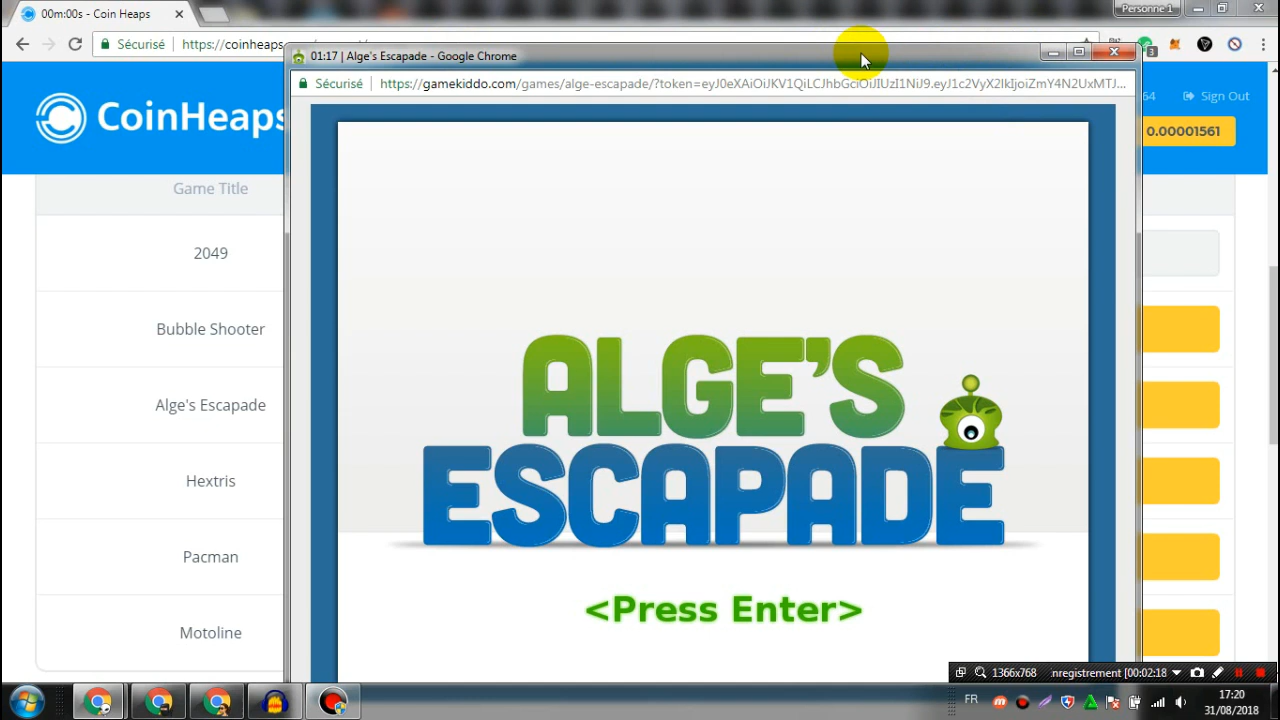 00m:00s - Coin Heaps
Personne 1
Sécurisé
https://coinheaps
01:17 | Alge's Escapade - Google Chrome
Sécurisé
https://gamekiddo.com/games/alge-escapade/?token=eyJ0eXAiOiJKV1QiLCJhbGciOiJIUzI1NiJ9.eyJ1c2VyX2lkIjoiZmY4N2UxMTJ...
3
CoinHeaps
64
Sign Out
0.00001561
Game Title
2049
Bubble Shooter
Alge's Escapade
Hextris
Pacman
Motoline
ALGE'S
ESCAPADE
<Press Enter>
1366x768
nregistrement [00:02:18]
FR
17:20
31/08/2018